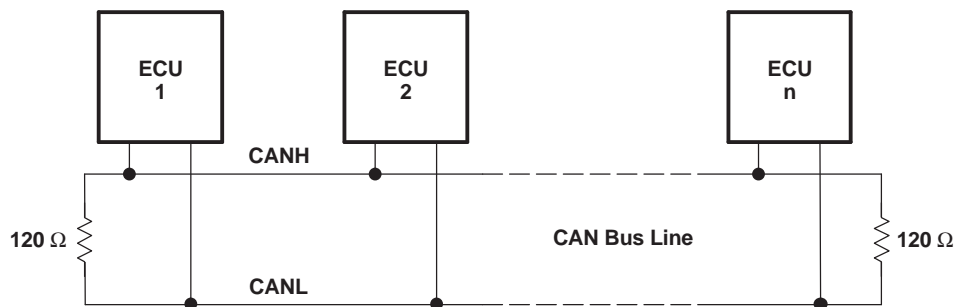 ECU
1
ECU
2
ECU
n
CANH
120 Ω
CAN Bus Line
120 Ω
CANL